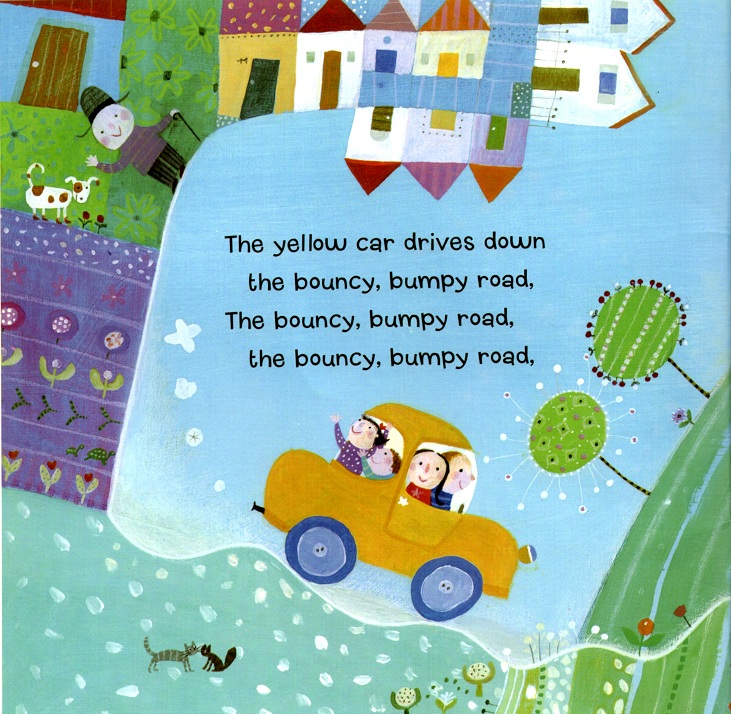 The yellow car drives down
the bouncy, bumpy road,
The bouncy, bumpy road,
the bouncy, bumpy road,